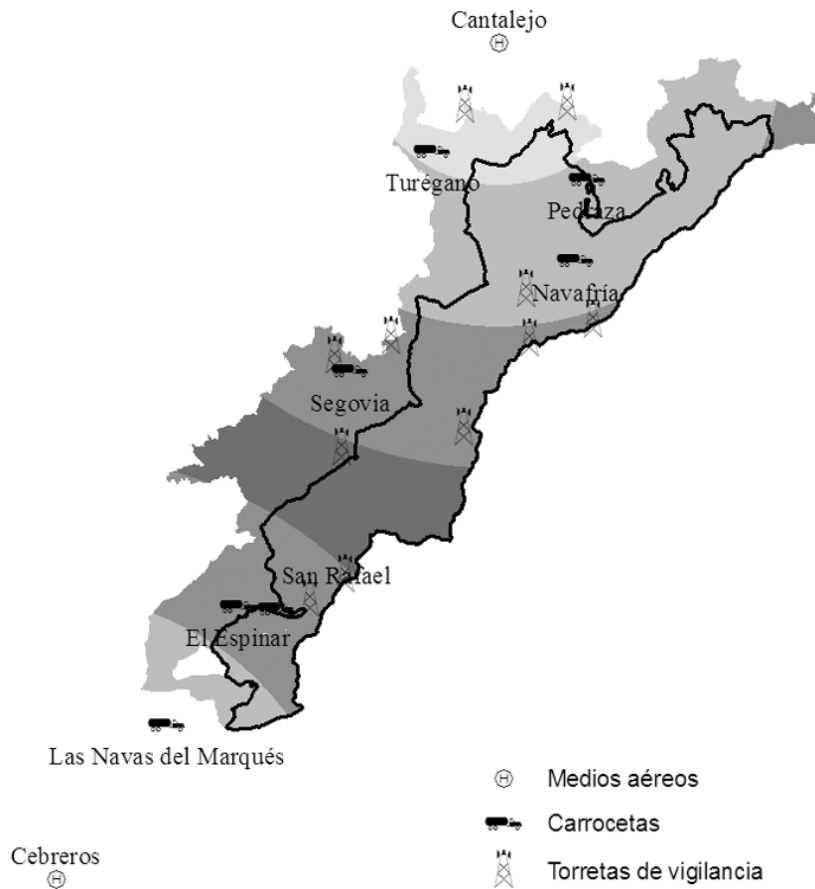 Cantalejo
H
Turégano
Pedraza
Navafría
Segovia
San Rafael
El Espinar
Las Navas del Marqués
H Medios aéreos
Carrocetas
Cebreros
H
Torretas de vigilancia